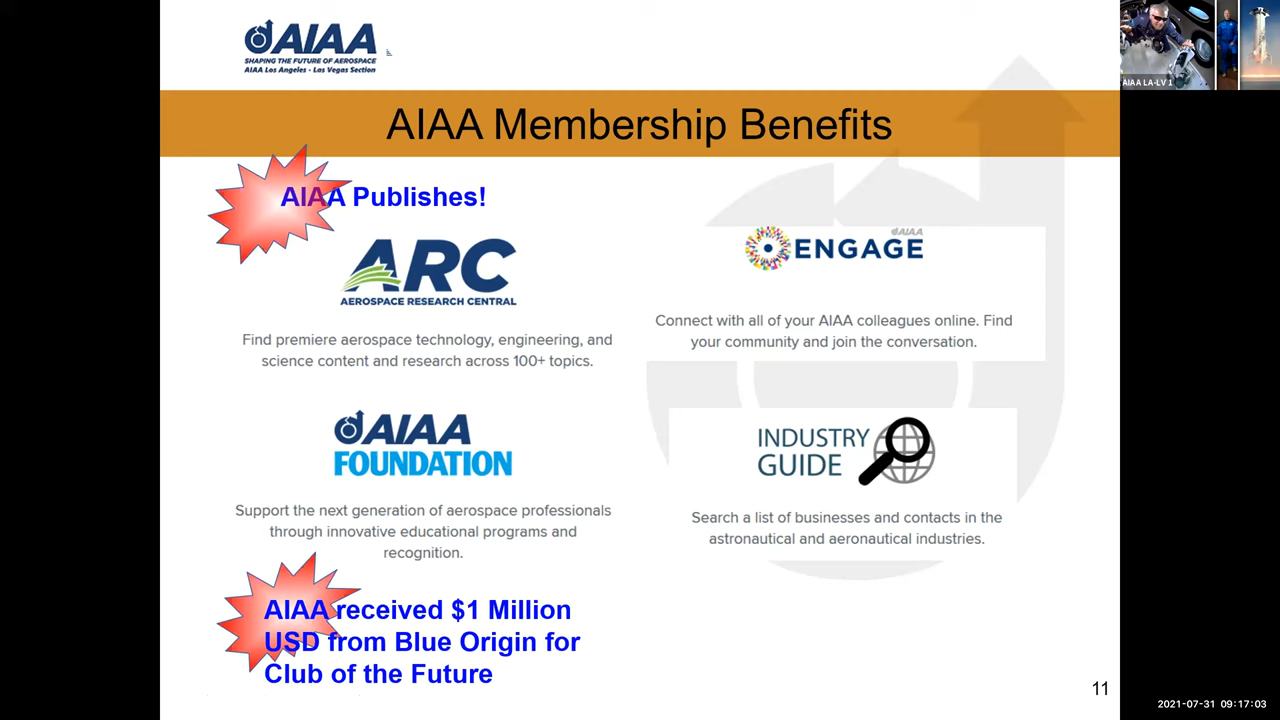 AIAA
SHAPING THE FUTURE OF AEROSPACE
AIAA Los Angeles - Las Vegas Section
AIAA LA-LV 1
AIAA Membership Benefits
AIAA Publishes!
ARC
AEROSPACE RESEARCH CENTRAL
Find premiere aerospace technology, engineering, and
science content and research across 100+ topics.
AIAA
ENGAGE
Connect with all of your AIAA colleagues online. Find
your community and join the conversation.
AIAA
FOUNDATION
Support the next generation of aerospace professionals
through innovative educational programs and
recognition.
INDUSTRY
GUIDE
Search a list of businesses and contacts in the
astronautical and aeronautical industries.
AIAA received $1 Million
USD from Blue Origin for
Club of the Future
11
2021-07-31 09:17:03